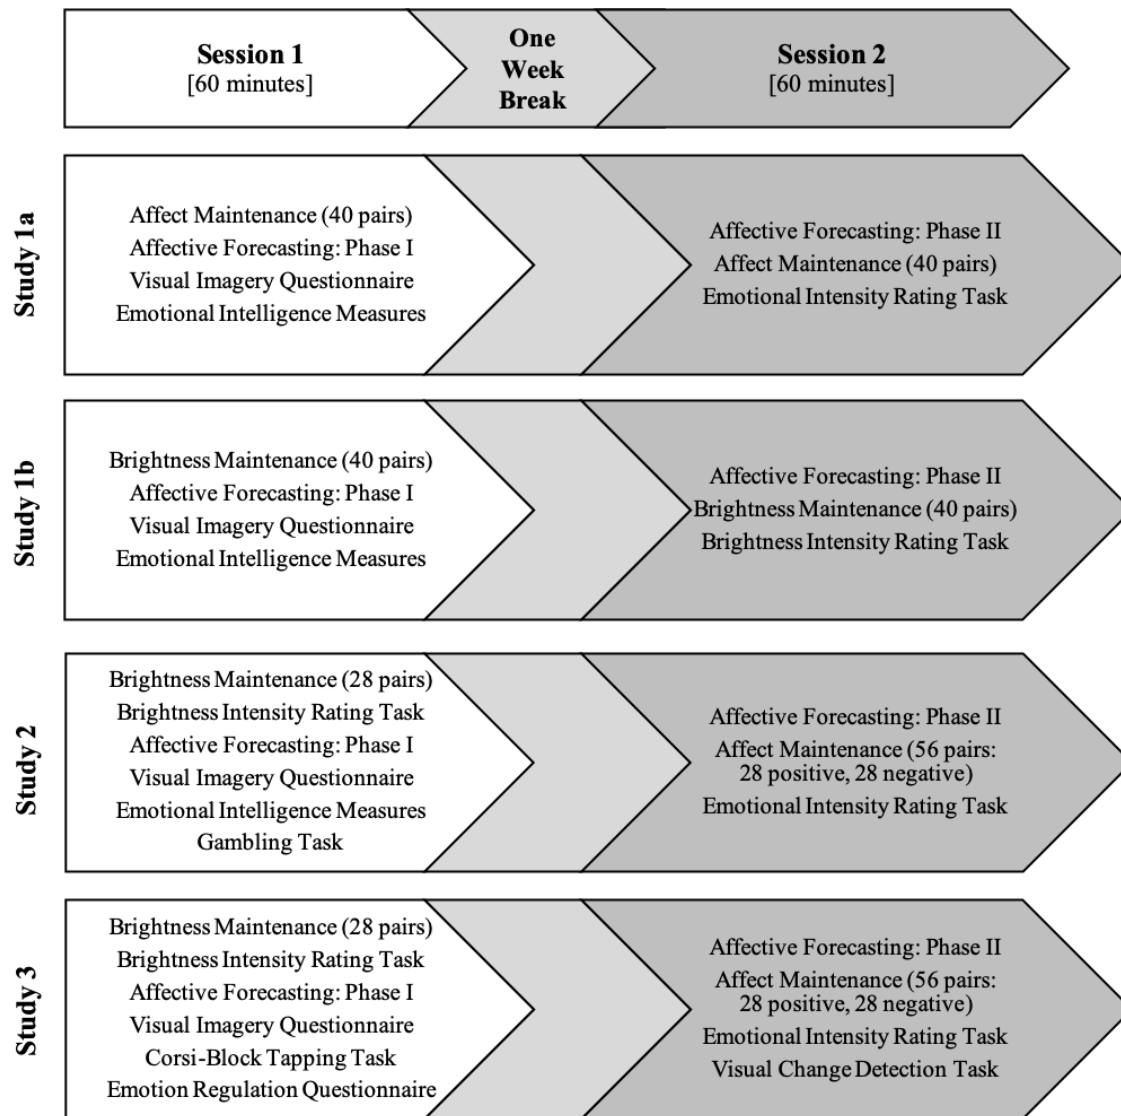 Session 1
[60 minutes]
One
Week
Break
Session 2
[60 minutes]
Study 1a
Affect Maintenance (40 pairs)
Affective Forecasting: Phase I
Visual Imagery Questionnaire
Emotional Intelligence Measures
Affective Forecasting: Phase II
Affect Maintenance (40 pairs)
Emotional Intensity Rating Task
Study 1b
Brightness Maintenance (40 pairs)
Affective Forecasting: Phase I
Visual Imagery Questionnaire
Emotional Intelligence Measures
Affective Forecasting: Phase II
Brightness Maintenance (40 pairs)
Brightness Intensity Rating Task
Study 2
Brightness Maintenance (28 pairs)
Brightness Intensity Rating Task
Affective Forecasting: Phase I
Visual Imagery Questionnaire
Emotional Intelligence Measures
Gambling Task
Affective Forecasting: Phase II
Affect Maintenance (56 pairs:
28 positive, 28 negative)
Emotional Intensity Rating Task
Study 3
Brightness Maintenance (28 pairs)
Brightness Intensity Rating Task
Affective Forecasting: Phase I
Visual Imagery Questionnaire
Corsi-Block Tapping Task
Emotion Regulation Questionnaire
Affective Forecasting: Phase II
Affect Maintenance (56 pairs:
28 positive, 28 negative)
Emotional Intensity Rating Task
Visual Change Detection Task